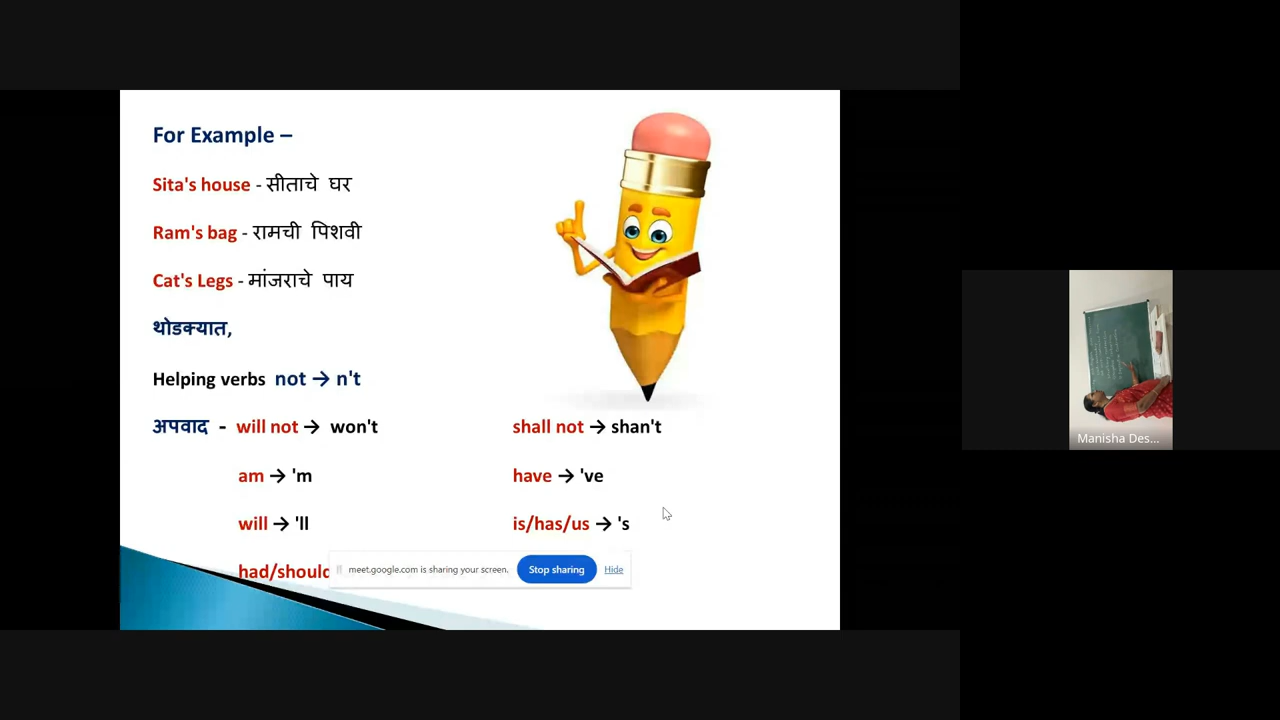 For Example –
Sita's house - सीताचे घर
Ram's bag - रामची पिशवी
Cat's Legs - मांजराचे पाय
थोडक्यात,
Helping verbs not → n't
अपवाद - will not → won't shall not → shan't
am → 'm have → 've
will → 'll is/has/us → 's
had/should
meet.google.com is sharing your screen. Stop sharing Hide
Manisha Des...